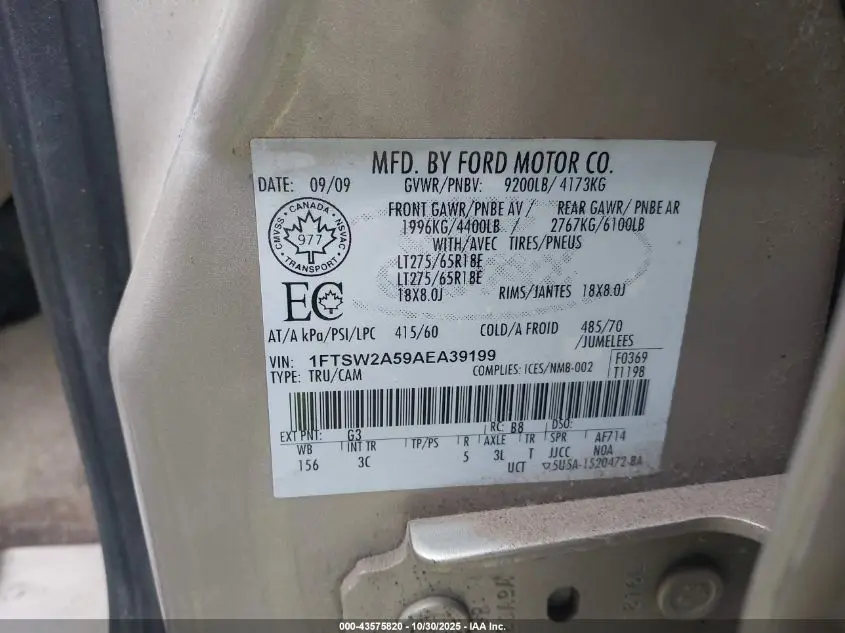 MFD. BY FORD MOTOR CO.
DATE: 09/09 GVWR/PNBV: 9200LB/ 4173KG
FRONT GAWR/PNBE AV / REAR GAWR/ PNBE AR
1996KG/4400LB / 2767KG/6100LB
WITH/AVEC TIRES/PNEUS
LT275/65R18E
LT275/65R18E
18X8.0J RIMS/JANTES 18X8.0J
CANADA
CMVSS 977 NSVAC
TRANSPORT
EC
AT/A kPa/PSI/LPC 415/60 COLD/A FROID 485/70
/JUMELEES
VIN: 1FTSW2A59AEA39199 F0369
TYPE: TRU/CAM COMPLIES: ICES/NMB-002 T1198
EXT PNT: G3 RC: B8 DSO:
WB INT TR TP/PS R AXLE TR SPR AF714
156 3C 5 3L T JJCC NOA
UCT 5U5A-1520472-BA
000-43575820 - 10/30/2025 - IAA Inc.